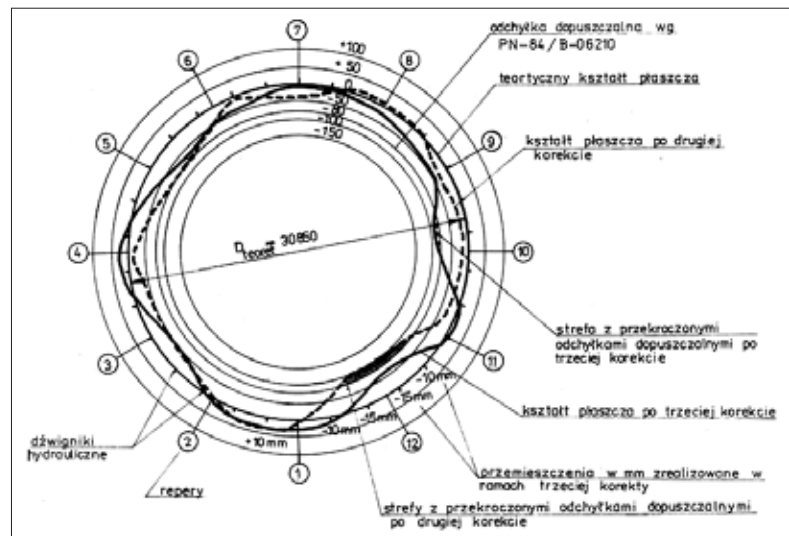 odchyłka dopuszczalna wg.
PN-84/B-06210
teortyczny kształt płaszcza
kształt płaszcza po drugiej
korekcie
7
+100
+50
0
-50
-80
-100
-150
6
8
5
9
4
10
D teoret = 30850
strefa z przekroczonymi
odchyłkami dopuszczalnymi po
trzeciej korekcie
3
11
-10mm
-15mm
-15mm
-10mm
+10mm
kształt płaszcza po trzeciej korekcie
2
12
1
dźwigniki
hydrauliczne
repery
przemieszczenia w mm zrealizowane w
ramach trzeciej korekty
strefy z przekroczonymi odchyłkami dopuszczalnymi
po drugiej korekcie